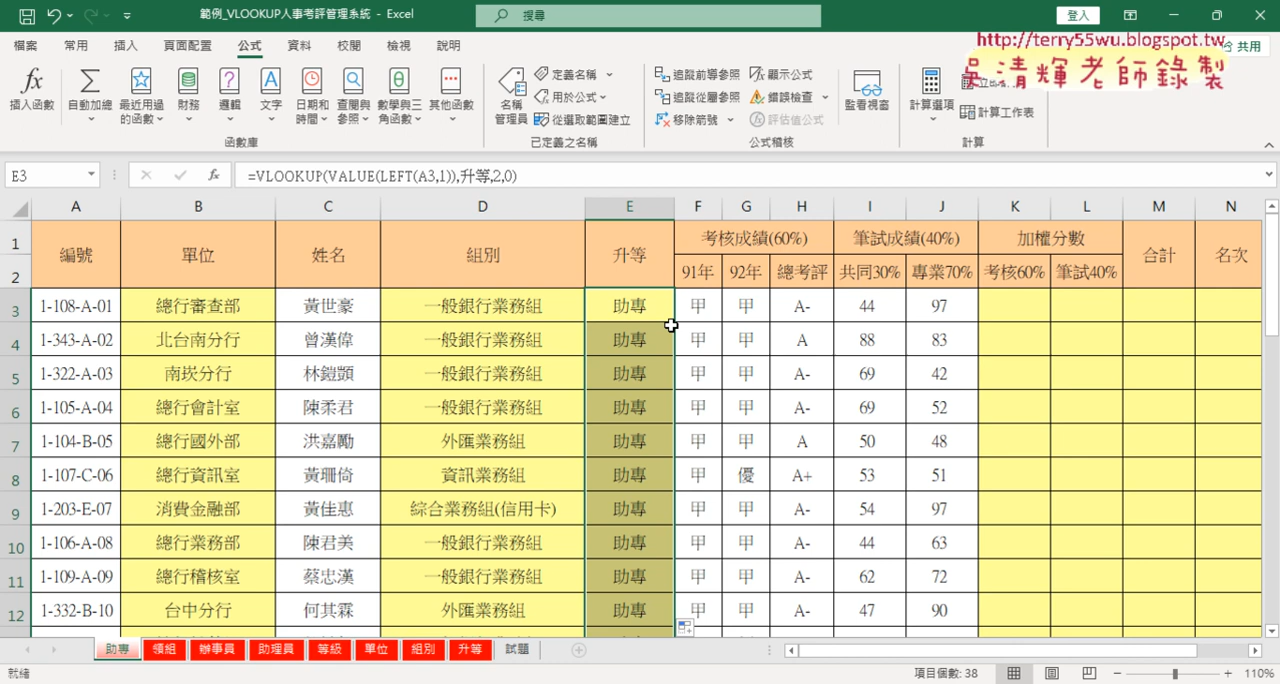 範例_VLOOKUP人事考評管理系統 - Excel
搜尋
登入
檔案 常用 插入 頁面配置 公式 資料 校閱 檢視 說明
共用
http://terry55wu.blogspot.tw
吳清輝老師錄製
插入函數 自動加總 最近用過的函數 財務 邏輯 文字 日期和時間 查閱與參照 數學與三角函數 其他函數
函數庫
名稱管理員 定義名稱 用於公式 從選取範圍建立
已定義之名稱
追蹤前導參照 追蹤從屬參照 移除箭號 顯示公式 錯誤檢查 評估值公式 監看視窗
公式稽核
計算選項 計算工作表
計算
E3 fx =VLOOKUP(VALUE(LEFT(A3,1)),升等,2,0)
A B C D E F G H I J K L M N
1 編號 單位 姓名 組別 升等 考核成績(60%) 筆試成績(40%) 加權分數 合計 名次
2 91年 92年 總考評 共同30% 專業70% 考核60% 筆試40%
3 1-108-A-01 總行審查部 黃世豪 一般銀行業務組 助專 甲 甲 A- 44 97
4 1-343-A-02 北台南分行 曾漢偉 一般銀行業務組 助專 甲 甲 A 88 83
5 1-322-A-03 南崁分行 林鎧顗 一般銀行業務組 助專 甲 甲 A- 69 42
6 1-105-A-04 總行會計室 陳柔君 一般銀行業務組 助專 甲 甲 A- 69 52
7 1-104-B-05 總行國外部 洪嘉勵 外匯業務組 助專 甲 甲 A 50 48
8 1-107-C-06 總行資訊室 黃珊倚 資訊業務組 助專 甲 優 A+ 53 51
9 1-203-E-07 消費金融部 黃佳惠 綜合業務組(信用卡) 助專 甲 甲 A- 54 97
10 1-106-A-08 總行業務部 陳君美 一般銀行業務組 助專 甲 甲 A- 44 63
11 1-109-A-09 總行稽核室 蔡忠漢 一般銀行業務組 助專 甲 甲 A- 62 72
12 1-332-B-10 台中分行 何其霖 外匯業務組 助專 甲 甲 A- 47 90
助專 領組 辦事員 助理員 等級 單位 組別 升等 試題
就緒 項目個數: 38 110%